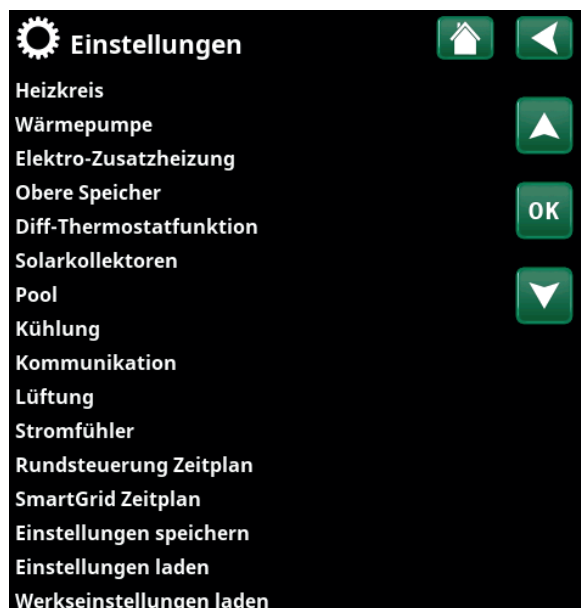 Einstellungen
Heizkreis
Wärmepumpe
Elektro-Zusatzheizung
Obere Speicher
Diff-Thermostatfunktion
OK
Solarkollektoren
Pool
Kühlung
Kommunikation
Lüftung
Stromfühler
Rundsteuerung Zeitplan
SmartGrid Zeitplan
Einstellungen speichern
Einstellungen laden
Werkseinstellungen laden